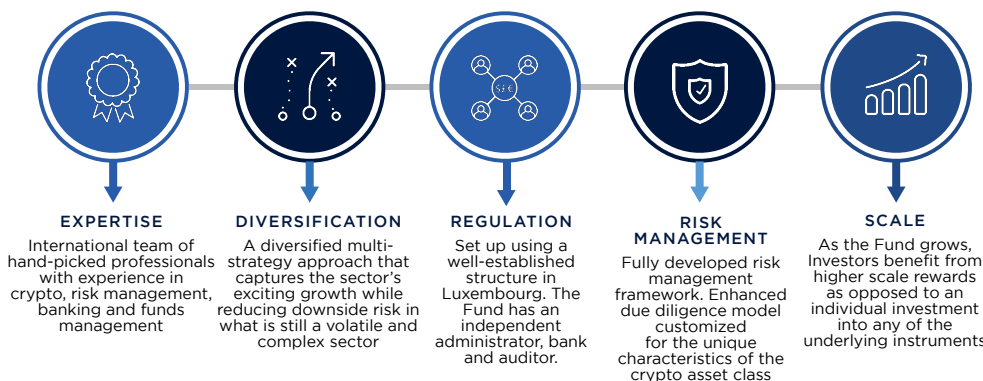 EXPERTISE
International team of
hand-picked professionals
with experience in
crypto, risk management,
banking and funds
management
DIVERSIFICATION
A diversified multi-
strategy approach that
captures the sector's
exciting growth while
reducing downside risk in
what is still a volatile and
complex sector
REGULATION
Set up using a
well-established
structure in
Luxembourg. The
Fund has an
independent
administrator, bank
and auditor.
RISK
MANAGEMENT
Fully developed risk
management
framework. Enhanced
due diligence model
customized
for the unique
characteristics of the
crypto asset class
SCALE
As the Fund grows,
Investors benefit from
higher scale rewards
as opposed to an
individual investment
into any of the
underlying instruments